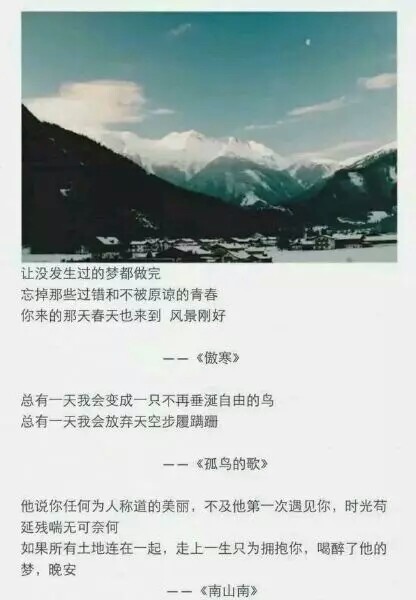 让没发生过的梦都做完
忘掉那些过错和不被原谅的青春
你来的那天春天也来到 风景刚好
——《傲寒》
总有一天我会变成一只不再垂涎自由的鸟
总有一天我会放弃天空步履蹒跚
——《孤鸟的歌》
他说你任何为人称道的美丽，不及他第一次遇见你，时光苟
延残喘无可奈何
如果所有土地连在一起，走上一生只为拥抱你，喝醉了他的
梦，晚安
——《南山南》